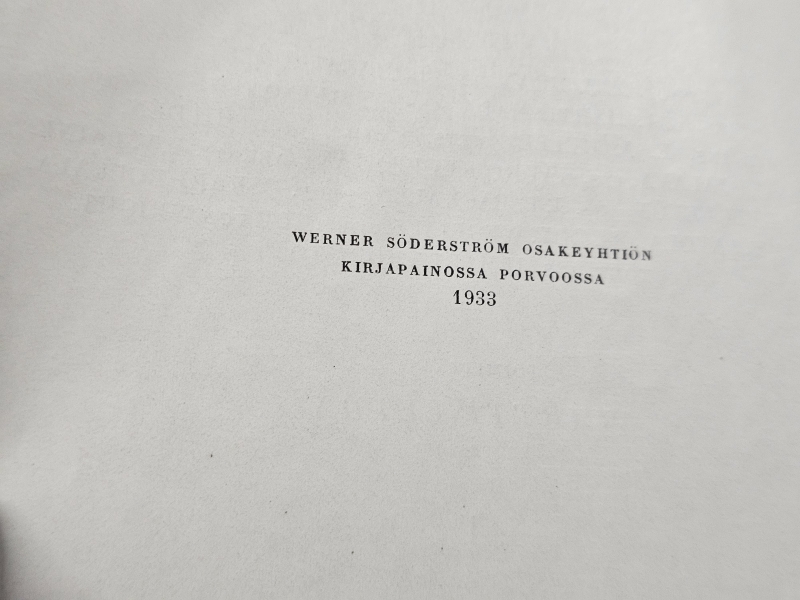 WERNER SÖDERSTRÖM OSAKEYHTIÖN
KIRJAPAINOSSA PORVOOSSA
1933